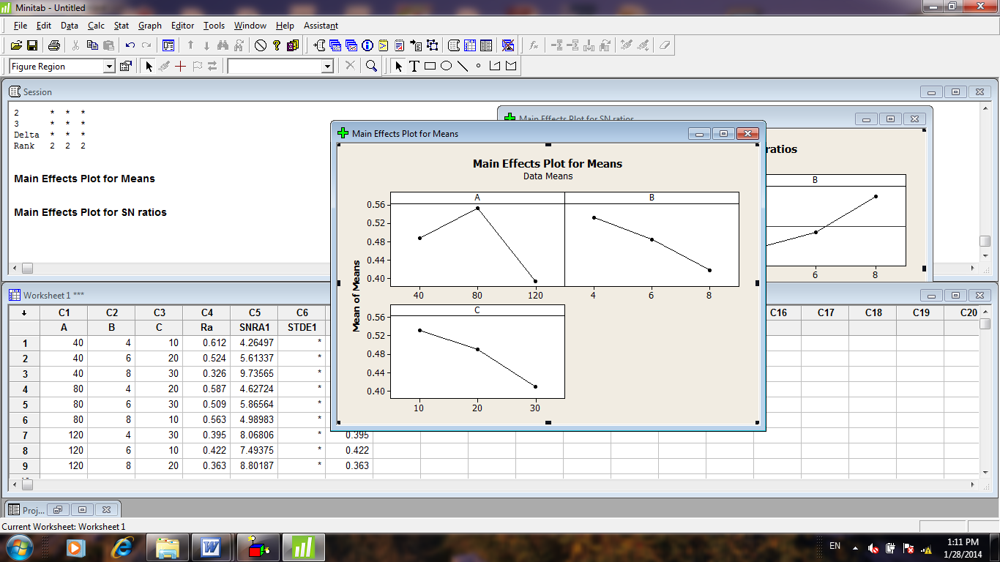 Minitab - Untitled
File Edit Data Calc Stat Graph Editor Tools Window Help Assistant
Figure Region
Session
2 * * *
3 * * *
Delta * * *
Rank 2 2 2
Main Effects Plot for Means
Main Effects Plot for SN ratios
Main Effects Plot for SN ratios
ratios
B
6 8
Main Effects Plot for Means
Main Effects Plot for Means
Data Means
Mean of Means
A B
0.56
0.52
0.48
0.44
0.40
40 80 120 4 6 8
C
0.56
0.52
0.48
0.44
0.40
10 20 30
Worksheet 1 ***
C1 C2 C3 C4 C5 C6 C16 C17 C18 C19 C20
A B C Ra SNRA1 STDE1
1 40 4 10 0.612 4.26497 *
2 40 6 20 0.524 5.61337 *
3 40 8 30 0.326 9.73565 *
4 80 4 20 0.587 4.62724 *
5 80 6 30 0.509 5.86564 *
6 80 8 10 0.563 4.98983 *
7 120 4 30 0.395 8.06806 * 0.395
8 120 6 10 0.422 7.49375 * 0.422
9 120 8 20 0.363 8.80187 * 0.363
Proj...
Current Worksheet: Worksheet 1
EN
1:11 PM
1/28/2014